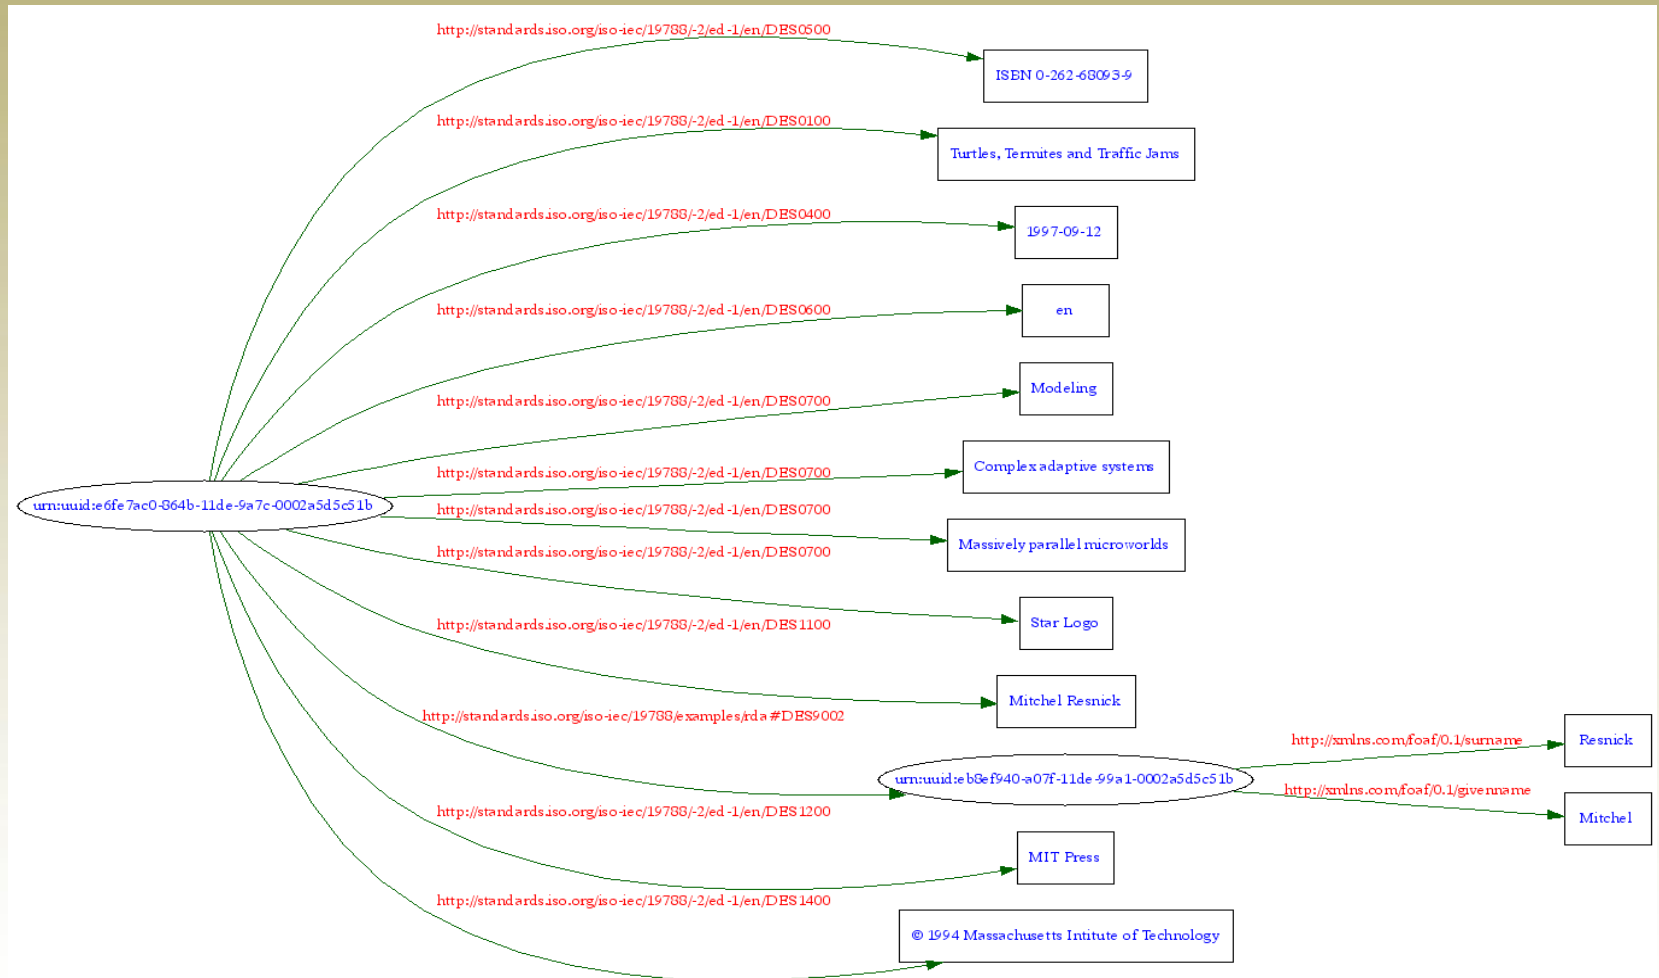 http://standards.iso.org/iso-iec/19788/-2/ed-1/en/DES0500
ISBN 0-262-68093-9
http://standards.iso.org/iso-iec/19788/-2/ed-1/en/DES0100
Turtles, Termites and Traffic Jams
http://standards.iso.org/iso-iec/19788/-2/ed-1/en/DES0400
1997-09-12
http://standards.iso.org/iso-iec/19788/-2/ed-1/en/DES0600
en
http://standards.iso.org/iso-iec/19788/-2/ed-1/en/DES0700
Modeling
http://standards.iso.org/iso-iec/19788/-2/ed-1/en/DES0700
Complex adaptive systems
urn:uuid:e6fe7ac0-864b-11de-9a7c-0002a5d5c51b
http://standards.iso.org/iso-iec/19788/-2/ed-1/en/DES0700
Massively parallel microworlds
http://standards.iso.org/iso-iec/19788/-2/ed-1/en/DES0700
Star Logo
http://standards.iso.org/iso-iec/19788/-2/ed-1/en/DES1100
Mitchel Resnick
http://standards.iso.org/iso-iec/19788/examples/rda#DES9002
urn:uuid:eb8ef940-a07f-11de-99a1-0002a5d5c51b
http://xmlns.com/foaf/0.1/surname
Resnick
http://xmlns.com/foaf/0.1/givenname
Mitchel
http://standards.iso.org/iso-iec/19788/-2/ed-1/en/DES1200
MIT Press
http://standards.iso.org/iso-iec/19788/-2/ed-1/en/DES1400
© 1994 Massachusetts Intitute of Technology